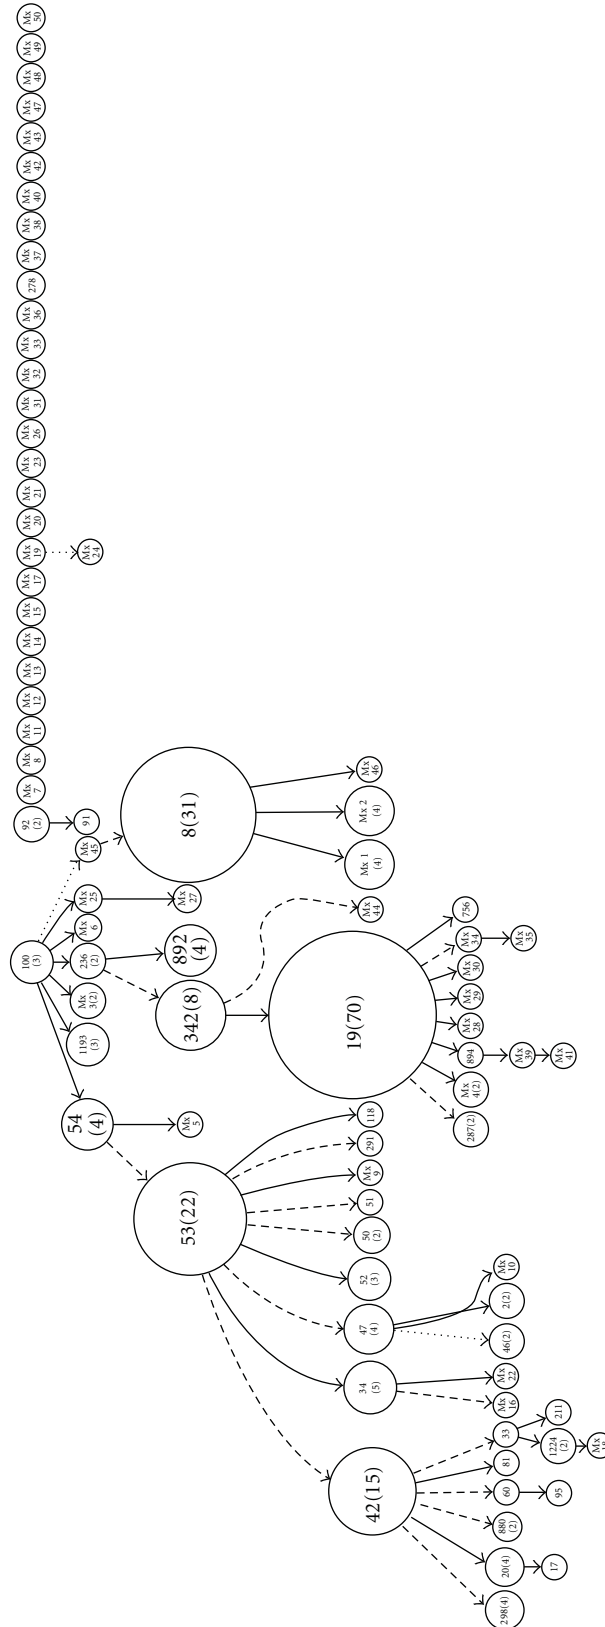 Mx
50
Mx
49
Mx
48
Mx
47
Mx
43
Mx
42
Mx
40
Mx
38
Mx
37
278
Mx
36
Mx
33
Mx
32
Mx
31
Mx
26
Mx
23
Mx
21
Mx
20
Mx
19
Mx
24
Mx
17
Mx
15
Mx
14
Mx
13
Mx
12
Mx
11
Mx
8
Mx
7
92
(2)
91
Mx
45
8(31)
Mx
46
Mx 2
(4)
Mx 1
(4)
100
(3)
Mx
25
Mx
27
Mx
6
236
(2)
892
(4)
Mx
3(2)
1193
(3)
342(8)
Mx
44
19(70)
756
Mx
34
Mx
35
Mx
30
Mx
29
Mx
28
894
Mx
39
Mx
41
Mx
4(2)
287(2)
54
(4)
Mx
5
53(22)
118
291
Mx
9
51
50
(2)
52
(3)
47
(4)
Mx
10
2(2)
46(2)
34
(5)
Mx
22
Mx
16
42(15)
33
211
1224
(2)
Mx
18
81
60
95
880
(2)
20(4)
17
298(4)